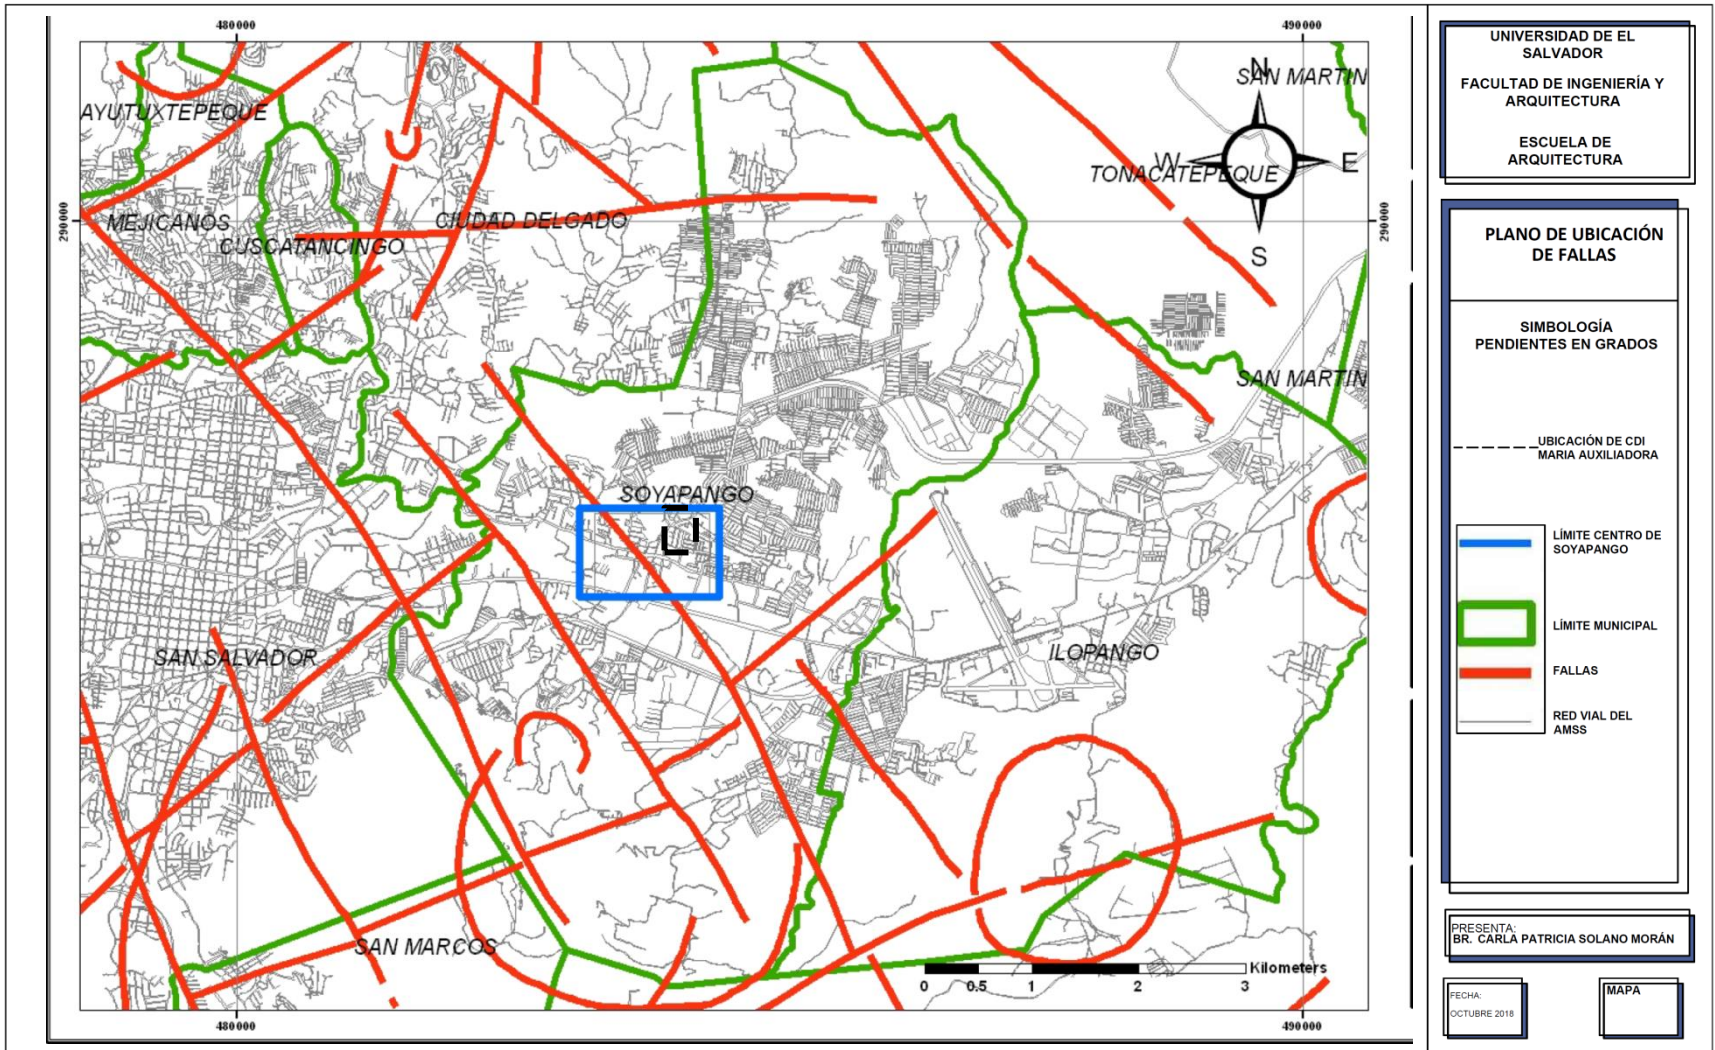 480000
490000
N
SAN MARTIN
AYUTUXTEPEQUE
W
E
TONACATEPEQUE
290000
MEJICANOS
CIUDAD DELGADO
290000
CUSCATANCINGO
S
SAN MARTIN
SOYAPANGO
SAN SALVADOR
ILOPANGO
SAN MARCOS
Kilometers
0 0.5 1 2 3
480000
490000
UNIVERSIDAD DE EL
SALVADOR
FACULTAD DE INGENIERÍA Y
ARQUITECTURA
ESCUELA DE
ARQUITECTURA
PLANO DE UBICACIÓN
DE FALLAS
SIMBOLOGÍA
PENDIENTES EN GRADOS
UBICACIÓN DE CDI
MARIA AUXILIADORA
LÍMITE CENTRO DE
SOYAPANGO
LÍMITE MUNICIPAL
FALLAS
RED VIAL DEL
AMSS
PRESENTA:
BR. CARLA PATRICIA SOLANO MORÁN
FECHA:
OCTUBRE 2018
MAPA